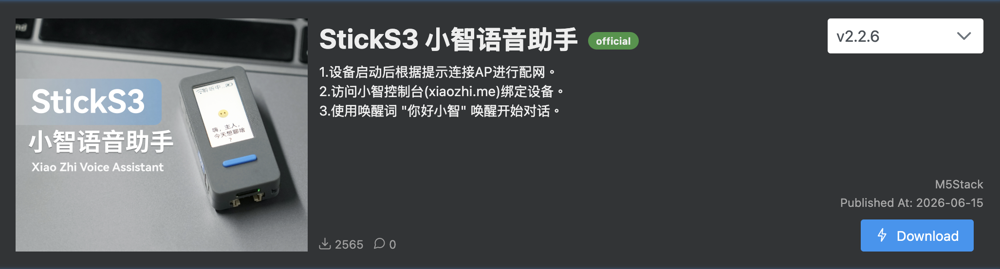 StickS3 小智语音助手 official
v2.2.6
1.设备启动后根据提示连接AP进行配网。
2.访问小智控制台(xiaozhi.me)绑定设备。
3.使用唤醒词 "你好小智" 唤醒开始对话。
StickS3
小智语音助手
Xiao Zhi Voice Assistant
聆听中...
嗨，主人，
今天想聊啥
？
M5Stack
Published At: 2026-06-15
2565 0
Download